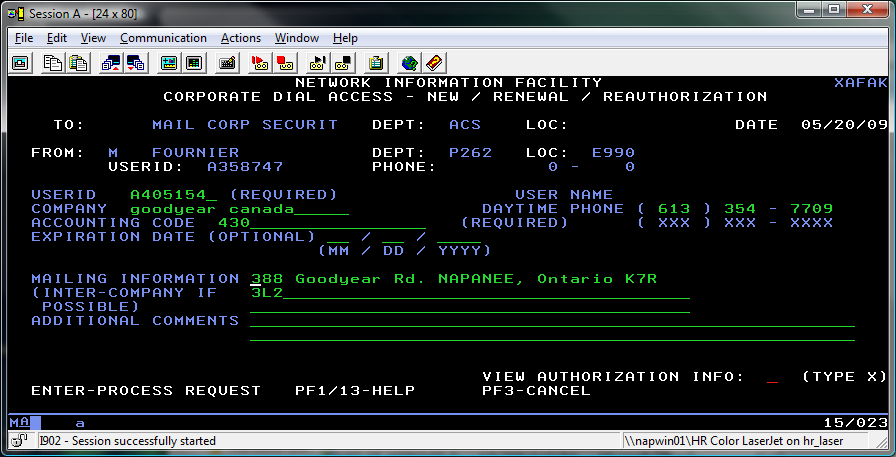 Session A - [24 x 80]
File Edit View Communication Actions Window Help
NETWORK INFORMATION FACILITY XAFAK
CORPORATE DIAL ACCESS - NEW / RENEWAL / REAUTHORIZATION
TO: MAIL CORP SECURIT DEPT: ACS LOC: DATE 05/20/09
FROM: M FOURNIER DEPT: P262 LOC: E990
USERID: A358747 PHONE: 0 - 0
USERID A405154_ (REQUIRED) USER NAME
COMPANY goodyear canada______ DAYTIME PHONE ( 613 ) 354 - 7709
ACCOUNTING CODE 430________________ (REQUIRED) ( XXX ) XXX - XXXX
EXPIRATION DATE (OPTIONAL) __ / __ / ____
(MM / DD / YYYY)
MAILING INFORMATION 388 Goodyear Rd. NAPANEE, Ontario K7R
(INTER-COMPANY IF 3L2_____________________________________
POSSIBLE) ________________________________________
ADDITIONAL COMMENTS _______________________________________________________
_______________________________________________________
VIEW AUTHORIZATION INFO: _ (TYPE X)
ENTER-PROCESS REQUEST PF1/13-HELP PF3-CANCEL
MA a 15/023
I902 - Session successfully started \\napwin01\HR Color LaserJet on hr_laser